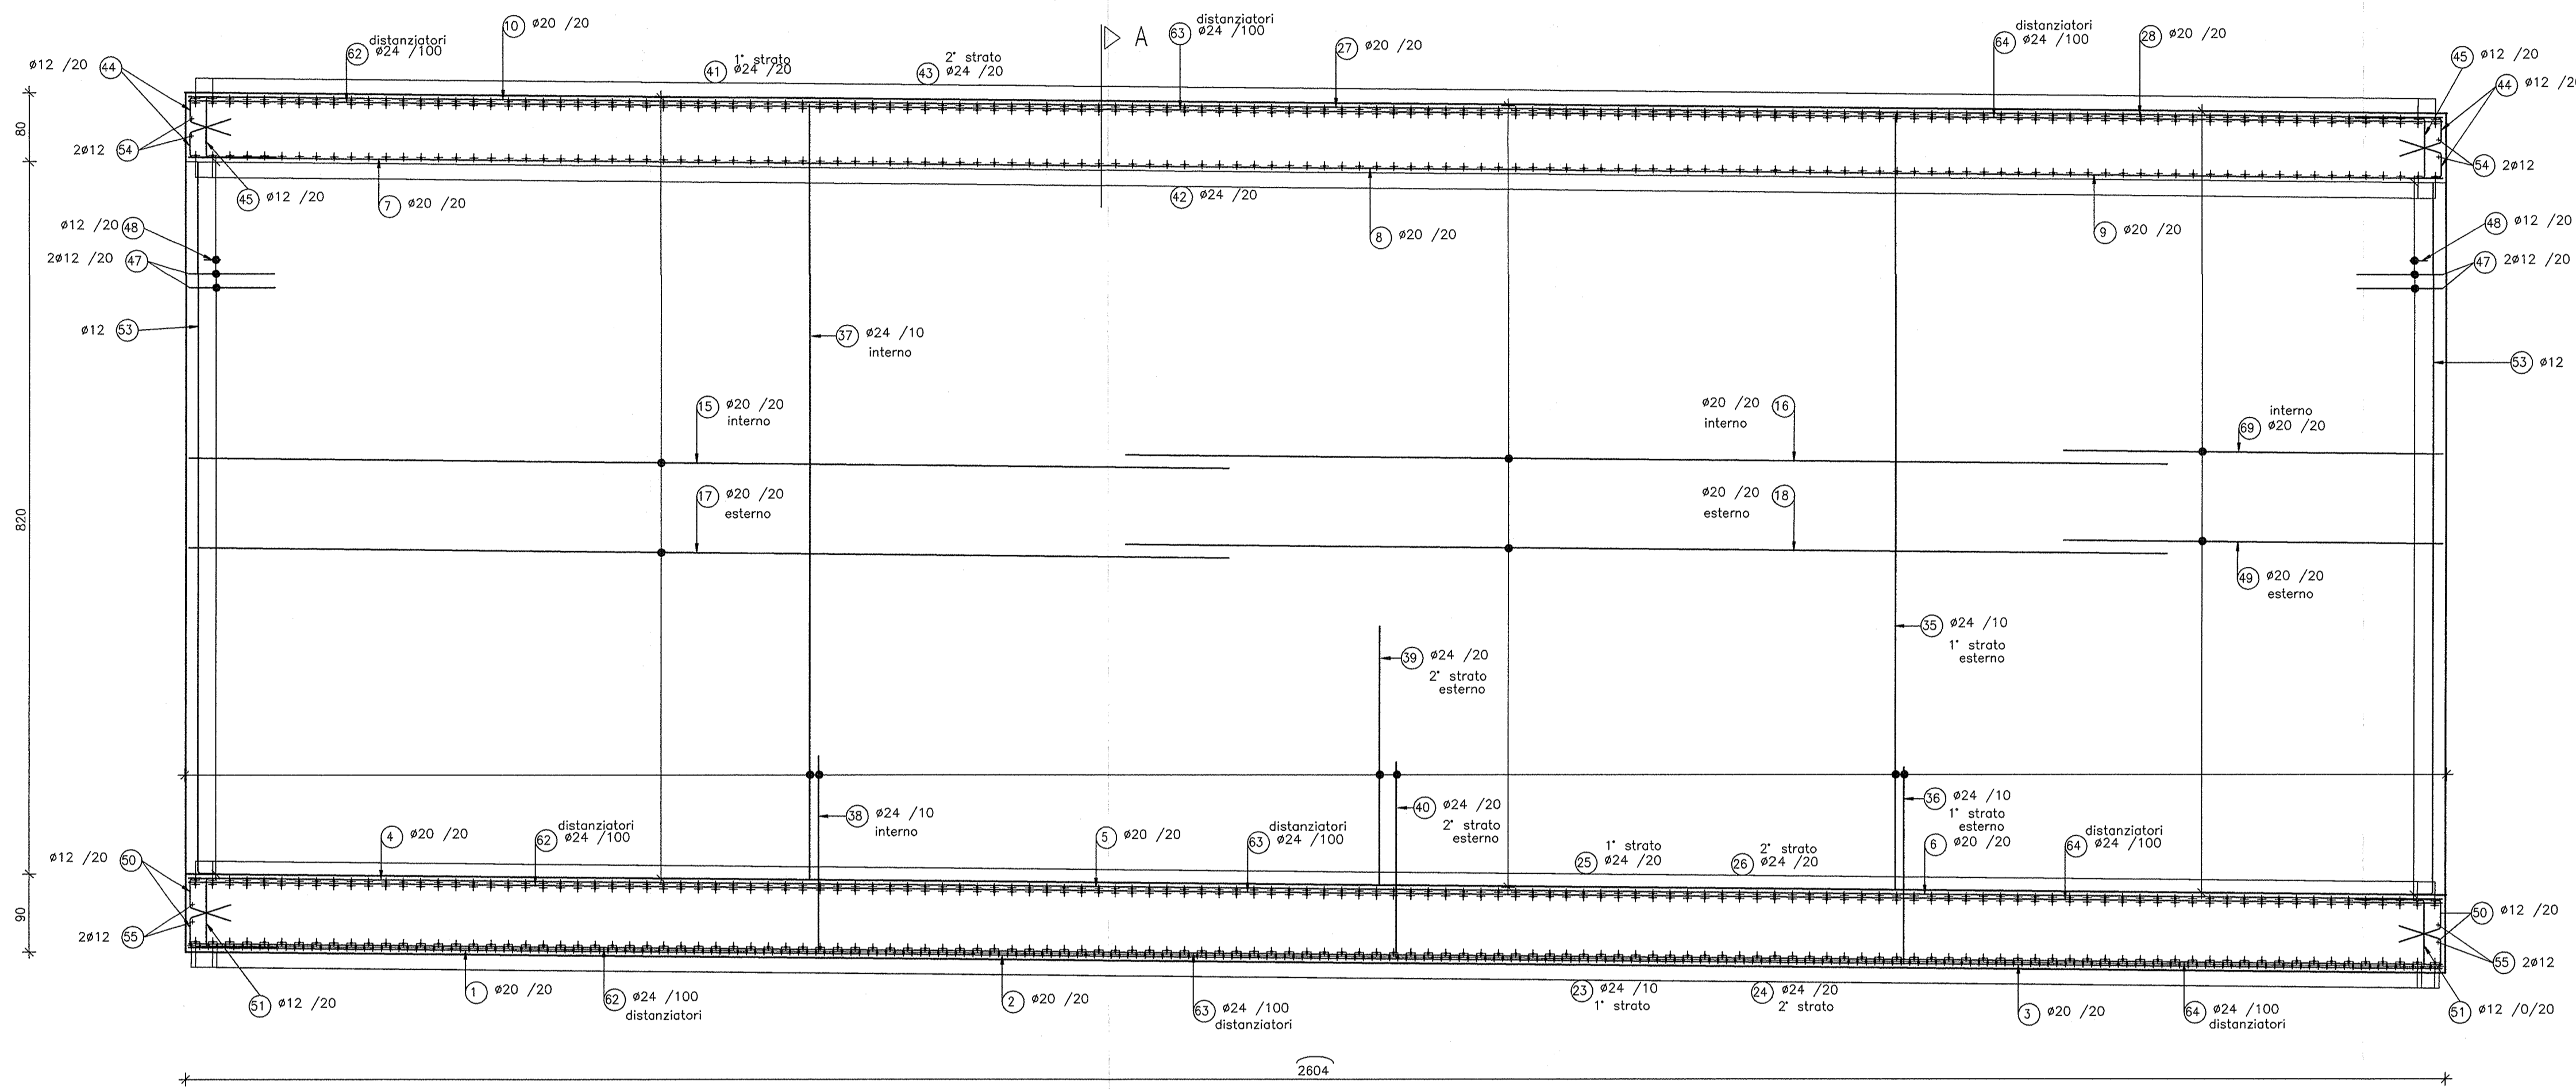 10 ø20 /20
distanziatori
62 ø24 /100
1° strato
41 ø24 /20
2° strato
43 ø24 /20
A
distanziatori
63 ø24 /100
27 ø20 /20
distanziatori
64 ø24 /100
28 ø20 /20
45 ø12 /20
ø12 /20 44
44 ø12 /20
80
2ø12 54
54 2ø12
45 ø12 /20
7 ø20 /20
42 ø24 /20
8 ø20 /20
9 ø20 /20
ø12 /20 48
48 ø12 /20
2ø12 /20 47
47 2ø12 /20
ø12 53
37 ø24 /10
interno
53 ø12
15 ø20 /20
interno
ø20 /20 16
interno
interno
69 ø20 /20
17 ø20 /20
esterno
ø20 /20 18
esterno
820
49 ø20 /20
esterno
35 ø24 /10
1° strato
esterno
39 ø24 /20
2° strato
esterno
38 ø24 /10
interno
40 ø24 /20
2° strato
esterno
36 ø24 /10
1° strato
esterno
4 ø20 /20
distanziatori
62 ø24 /100
5 ø20 /20
distanziatori
63 ø24 /100
1° strato
25 ø24 /20
2° strato
26 ø24 /20
6 ø20 /20
distanziatori
64 ø24 /100
ø12 /20 50
50 ø12 /20
90
2ø12 55
55 2ø12
51 ø12 /20
1 ø20 /20
62 ø24 /100
distanziatori
2 ø20 /20
63 ø24 /100
distanziatori
23 ø24 /10
1° strato
24 ø24 /20
2° strato
3 ø20 /20
64 ø24 /100
distanziatori
51 ø12 /0/20
2604